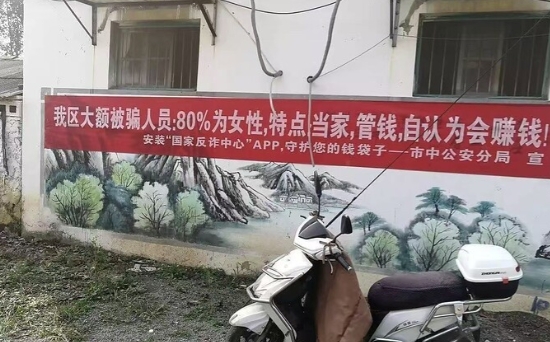 我区大额被骗人员:80%为女性,特点,当家,管钱,自认为会赚钱!
安装“国家反诈中心”APP,守护您的钱袋子——市中公安分局 宣